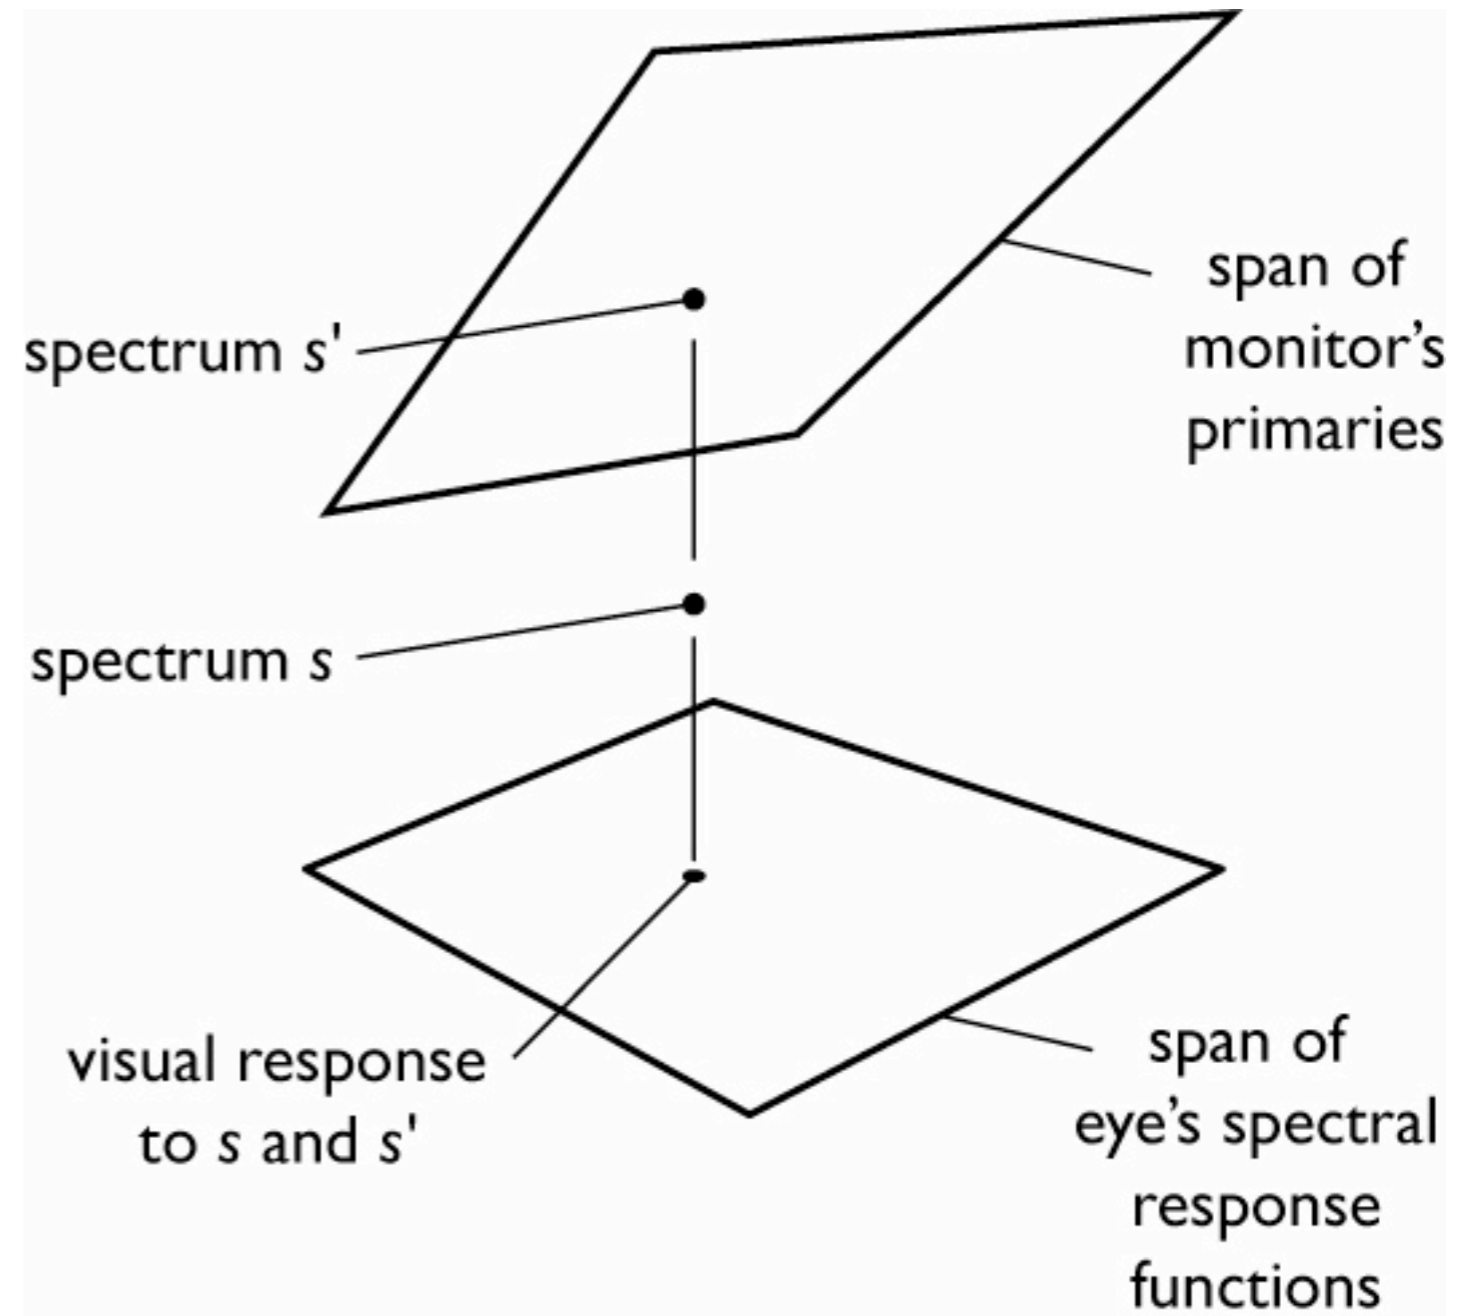 span of
monitor’s
primaries
spectrum s'
spectrum s
visual response
to s and s'
span of
eye’s spectral
response
functions